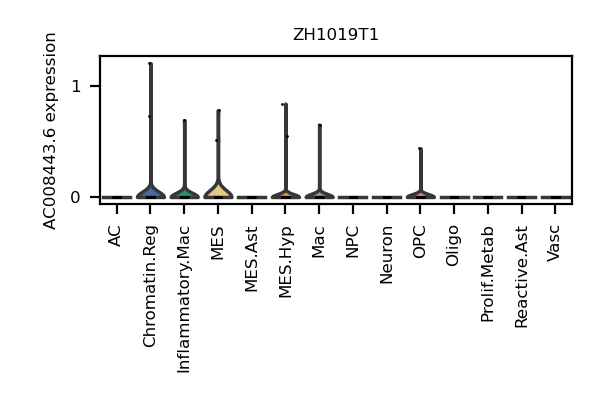 ZH1019T1
AC008443.6 expression
1
0
AC
Chromatin.Reg
Inflammatory.Mac
MES
MES.Ast
MES.Hyp
Mac
NPC
Neuron
OPC
Oligo
Prolif.Metab
Reactive.Ast
Vasc